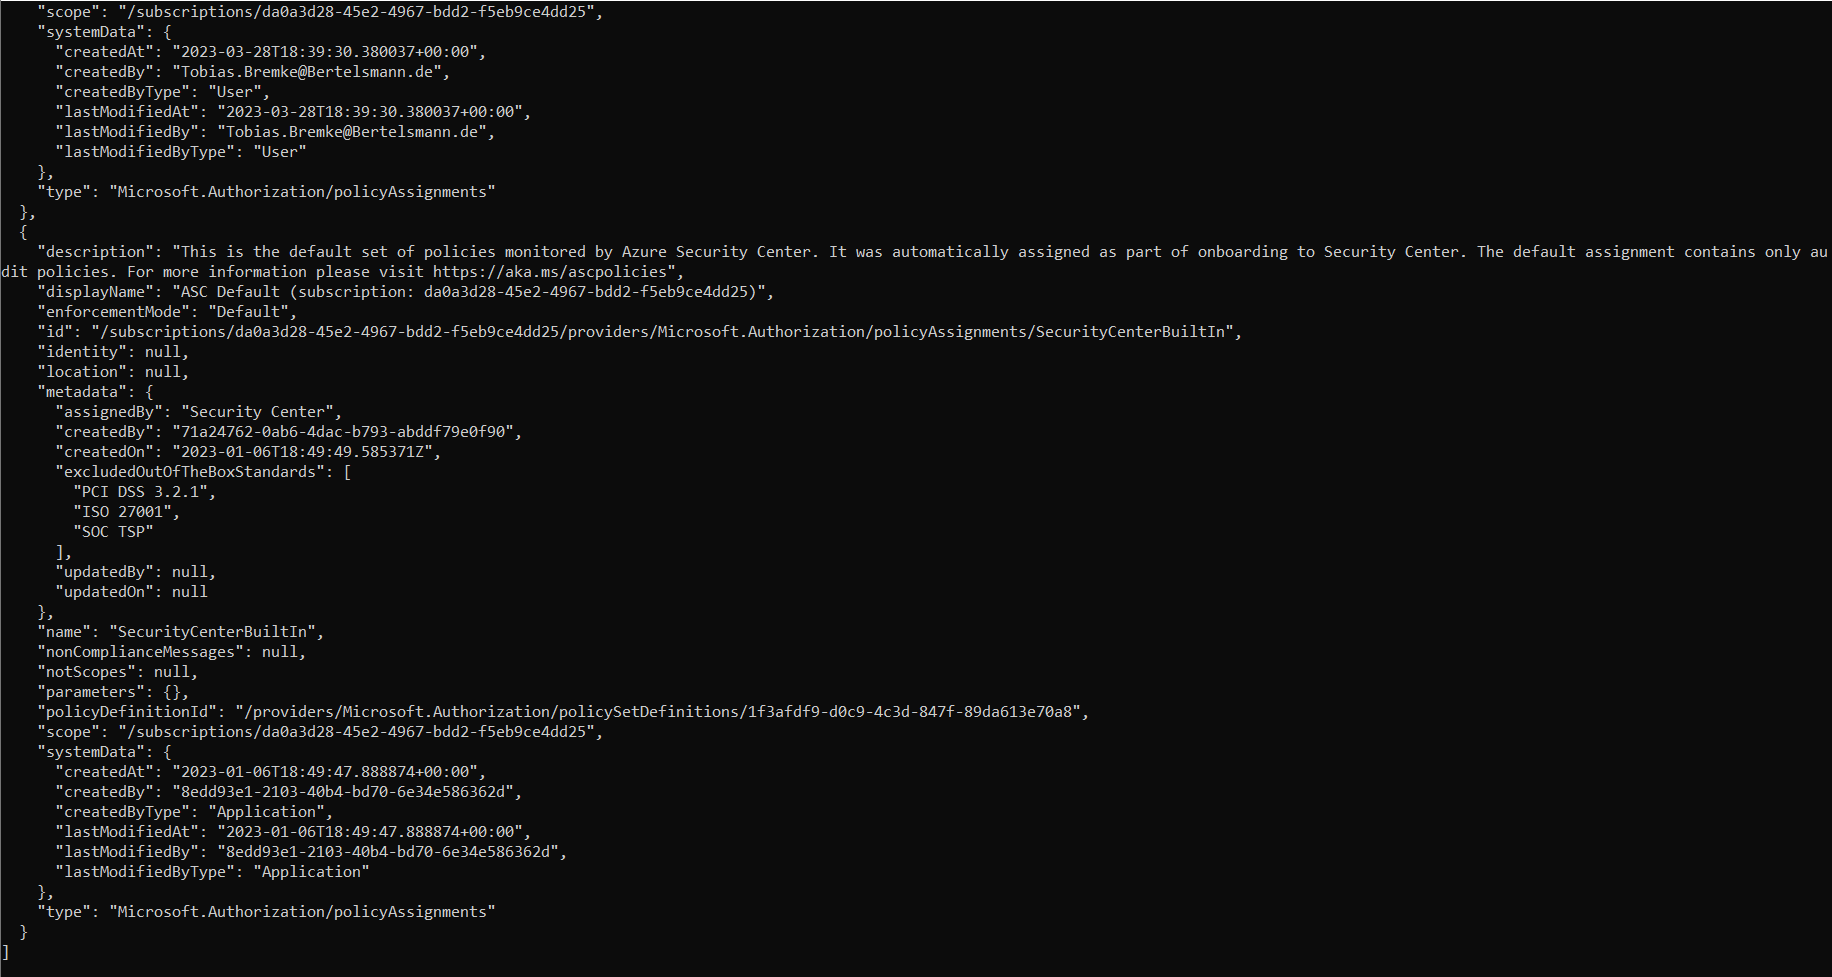 "scope": "/subscriptions/da0a3d28-45e2-4967-bdd2-f5eb9ce4dd25",
"systemData": {
"createdAt": "2023-03-28T18:39:30.380037+00:00",
"createdBy": "Tobias.Bremke@Bertelsmann.de",
"createdByType": "User",
"lastModifiedAt": "2023-03-28T18:39:30.380037+00:00",
"lastModifiedBy": "Tobias.Bremke@Bertelsmann.de",
"lastModifiedByType": "User"
},
"type": "Microsoft.Authorization/policyAssignments"
},
{
"description": "This is the default set of policies monitored by Azure Security Center. It was automatically assigned as part of onboarding to Security Center. The default assignment contains only au
dit policies. For more information please visit https://aka.ms/ascpolicies",
"displayName": "ASC Default (subscription: da0a3d28-45e2-4967-bdd2-f5eb9ce4dd25)",
"enforcementMode": "Default",
"id": "/subscriptions/da0a3d28-45e2-4967-bdd2-f5eb9ce4dd25/providers/Microsoft.Authorization/policyAssignments/SecurityCenterBuiltIn",
"identity": null,
"location": null,
"metadata": {
"assignedBy": "Security Center",
"createdBy": "71a24762-0ab6-4dac-b793-abddf79e0f90",
"createdOn": "2023-01-06T18:49:49.585371Z",
"excludedOutOfTheBoxStandards": [
"PCI DSS 3.2.1",
"ISO 27001",
"SOC TSP"
],
"updatedBy": null,
"updatedOn": null
},
"name": "SecurityCenterBuiltIn",
"nonComplianceMessages": null,
"notScopes": null,
"parameters": {},
"policyDefinitionId": "/providers/Microsoft.Authorization/policySetDefinitions/1f3afdf9-d0c9-4c3d-847f-89da613e70a8",
"scope": "/subscriptions/da0a3d28-45e2-4967-bdd2-f5eb9ce4dd25",
"systemData": {
"createdAt": "2023-01-06T18:49:47.888874+00:00",
"createdBy": "8edd93e1-2103-40b4-bd70-6e34e586362d",
"createdByType": "Application",
"lastModifiedAt": "2023-01-06T18:49:47.888874+00:00",
"lastModifiedBy": "8edd93e1-2103-40b4-bd70-6e34e586362d",
"lastModifiedByType": "Application"
},
"type": "Microsoft.Authorization/policyAssignments"
}
]